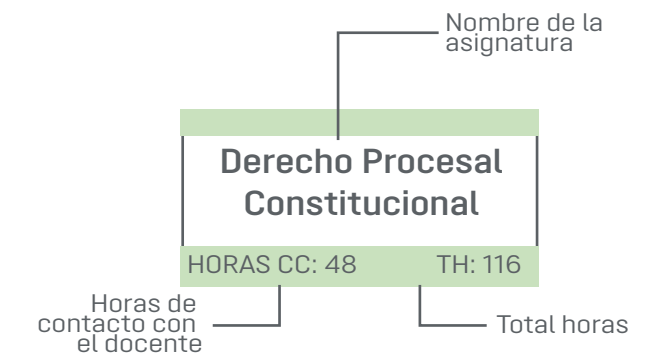 Nombre de la
asignatura
Derecho Procesal
Constitucional
HORAS CC: 48
TH: 116
Horas de
contacto con
el docente
Total horas